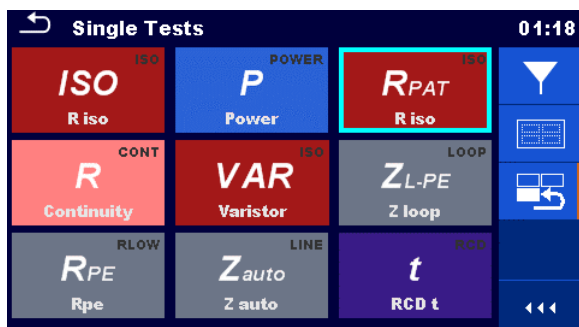 Single Tests 01:18
ISO POWER ISO
ISO P RPAT
R iso Power R iso
CONT ISO LOOP
R VAR ZL-PE
Continuity Varistor Z loop
RLOW LINE RCD
RPE Zauto t
Rpe Z auto RCD t